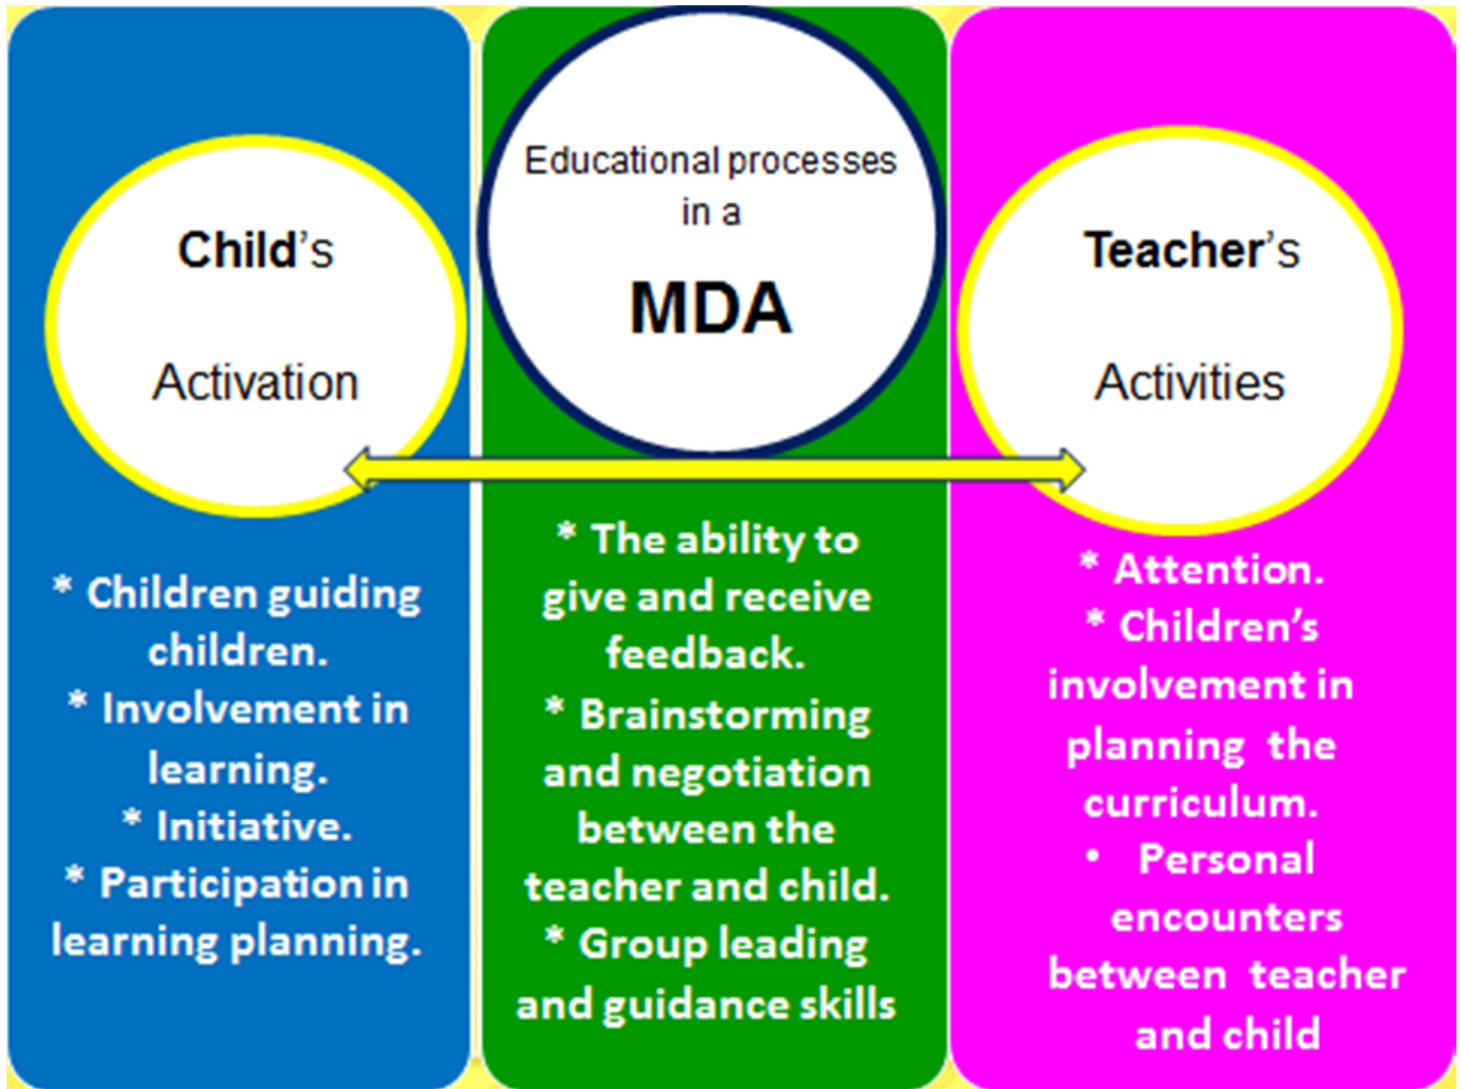 Child’s
Activation
* Children guiding
children.
* Involvement in
learning.
* Initiative.
* Participation in
learning planning.
Educational processes
in a
MDA
* The ability to
give and receive
feedback.
* Brainstorming
and negotiation
between the
teacher and child.
* Group leading
and guidance skills
Teacher’s
Activities
* Attention.
* Children’s
involvement in
planning the
curriculum.
• Personal
encounters
between teacher
and child